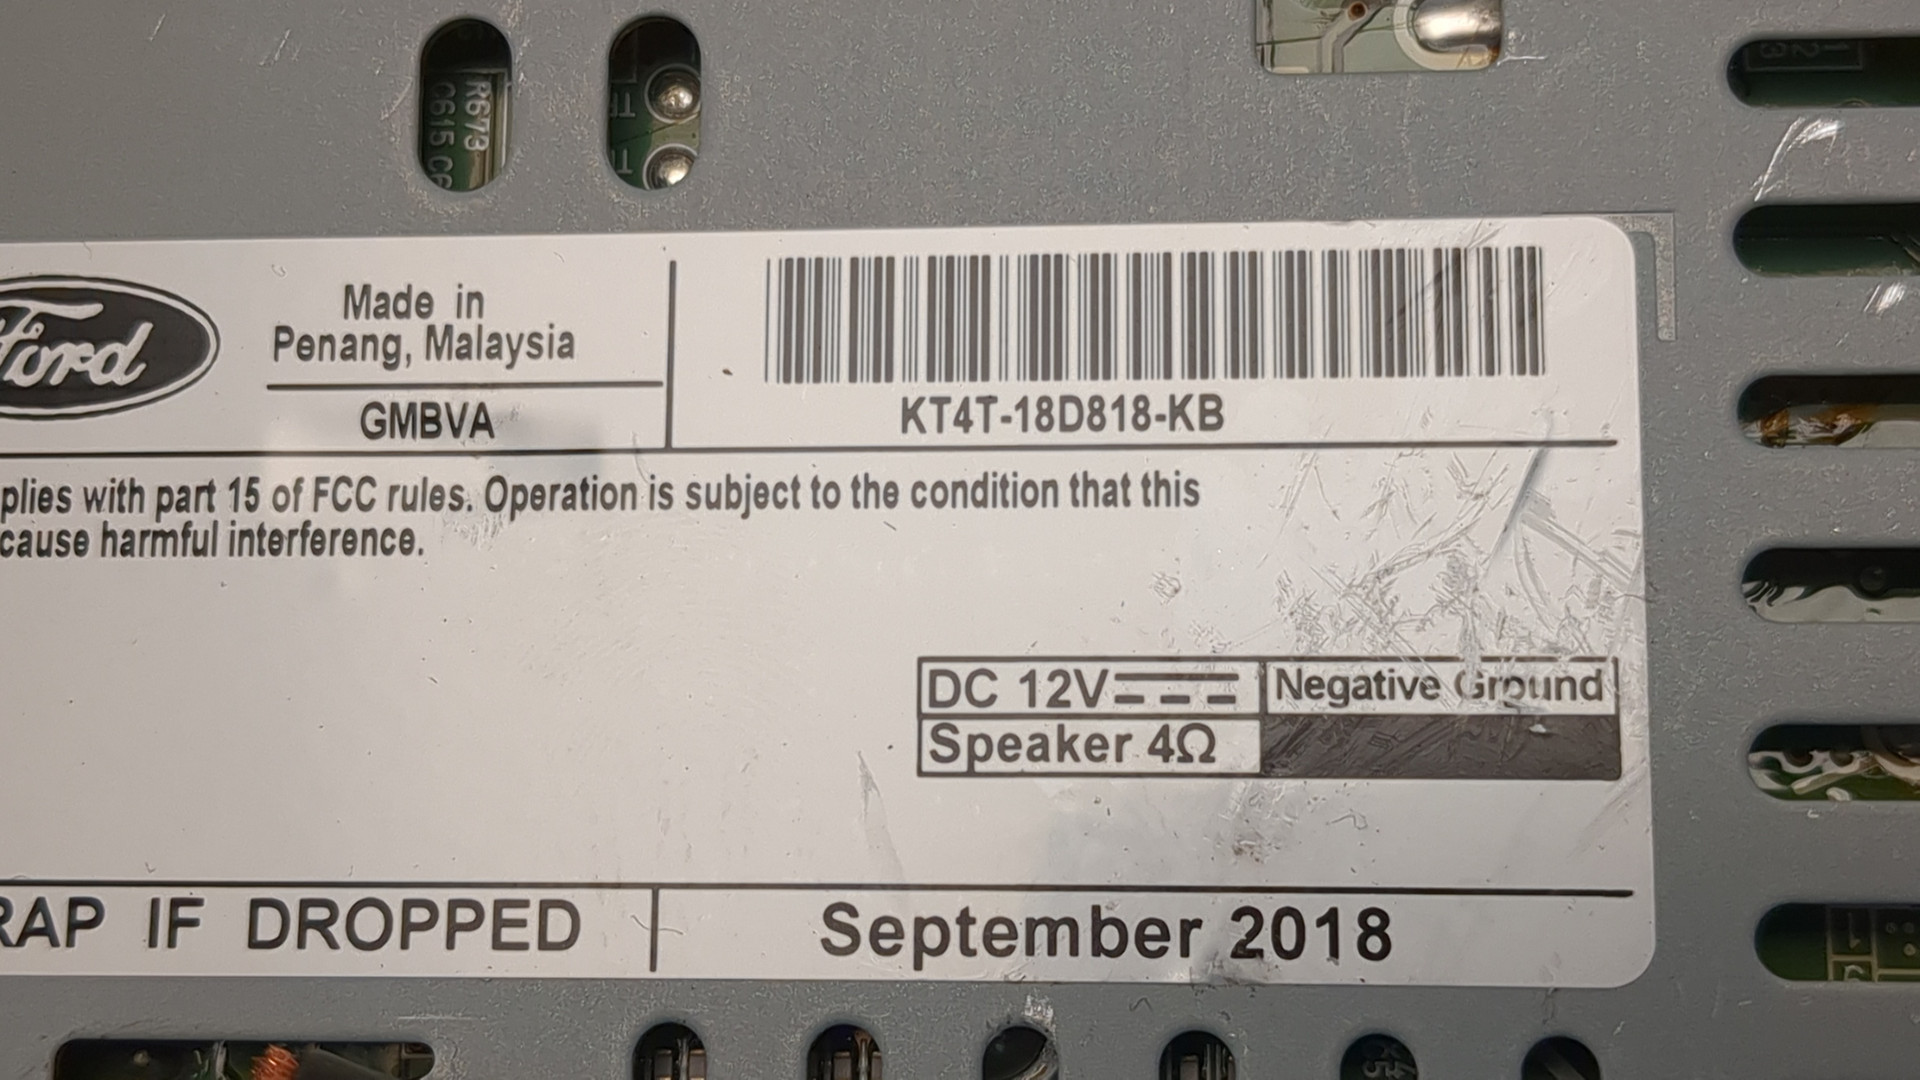 R673
C615
Ford
Made in
Penang, Malaysia
GMBVA
KT4T-18D818-KB
plies with part 15 of FCC rules. Operation is subject to the condition that this
cause harmful interference.
DC 12V Negative Ground
Speaker 4Ω
RAP IF DROPPED
September 2018